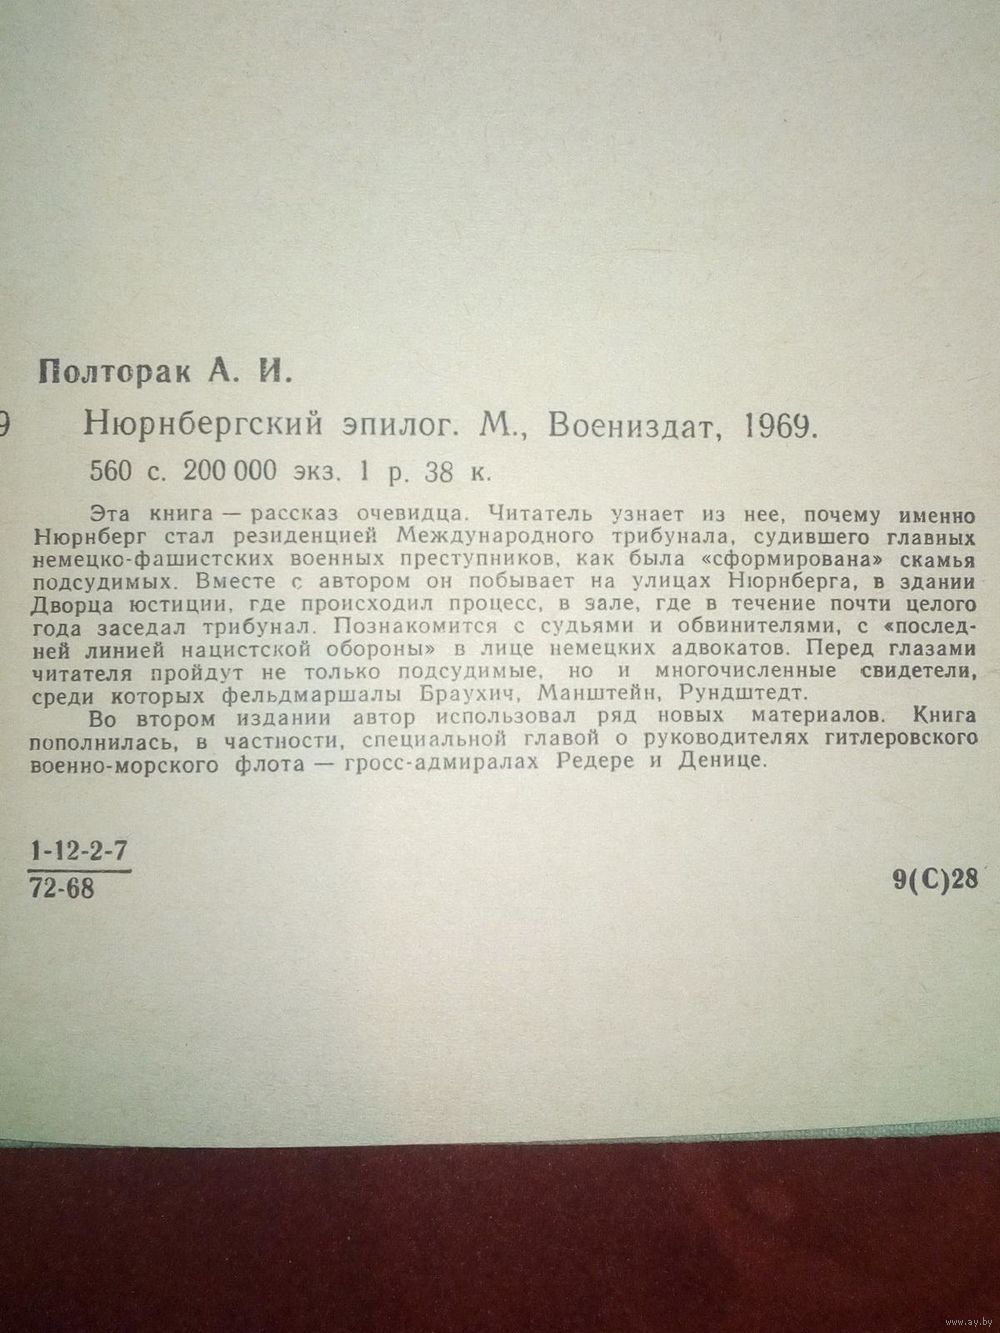 Полторак А. И.
9 Нюрнбергский эпилог. М., Воениздат, 1969.
560 с. 200 000 экз. 1 р. 38 к.
Эта книга — рассказ очевидца. Читатель узнает из нее, почему именно
Нюрнберг стал резиденцией Международного трибунала, судившего главных
немецко-фашистских военных преступников, как была «сформирована» скамья
подсудимых. Вместе с автором он побывает на улицах Нюрнберга, в здании
Дворца юстиции, где происходил процесс, в зале, где в течение почти целого
года заседал трибунал. Познакомится с судьями и обвинителями, с «послед-
ней линией нацистской обороны» в лице немецких адвокатов. Перед глазами
читателя пройдут не только подсудимые, но и многочисленные свидетели,
среди которых фельдмаршалы Браухич, Манштейн, Рундштедт.
Во втором издании автор использовал ряд новых материалов. Книга
пополнилась, в частности, специальной главой о руководителях гитлеровского
военно-морского флота — гросс-адмиралах Редере и Денице.
1-12-2-7
72-68
9(С)28
www.ay.by